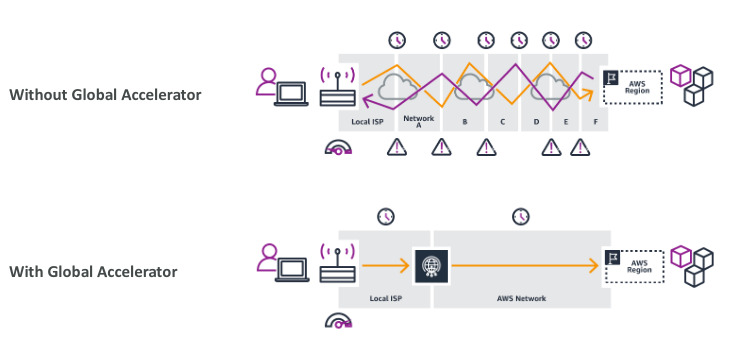 Without Global Accelerator
AWS
Region
Local ISP
Network
A
B
C
D
E
F
With Global Accelerator
AWS
Region
Local ISP
AWS Network